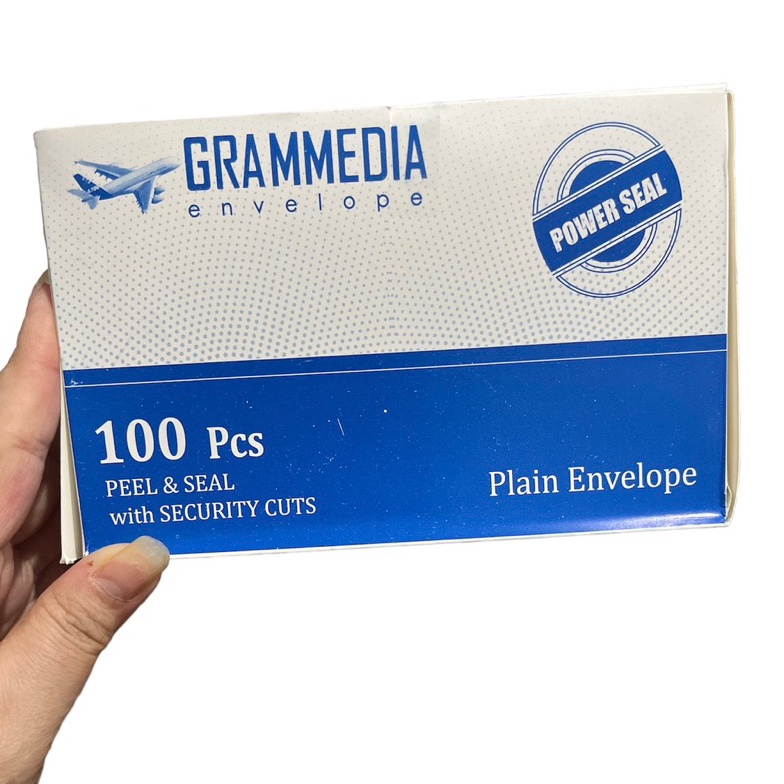 GRAMMEDIA
envelope
POWER SEAL
100 Pcs
PEEL & SEAL
with SECURITY CUTS
Plain Envelope